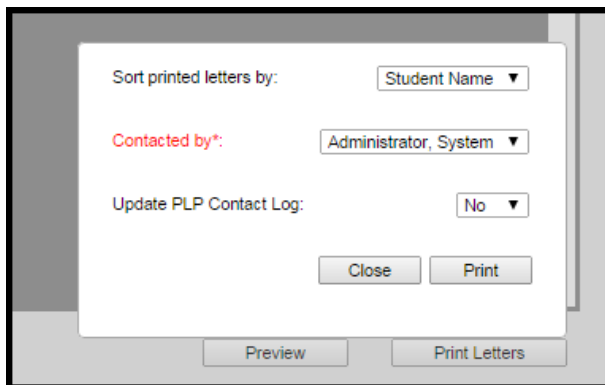 Sort printed letters by: Student Name ▼
Contacted by*: Administrator, System ▼
Update PLP Contact Log: No ▼
Close Print
Preview Print Letters